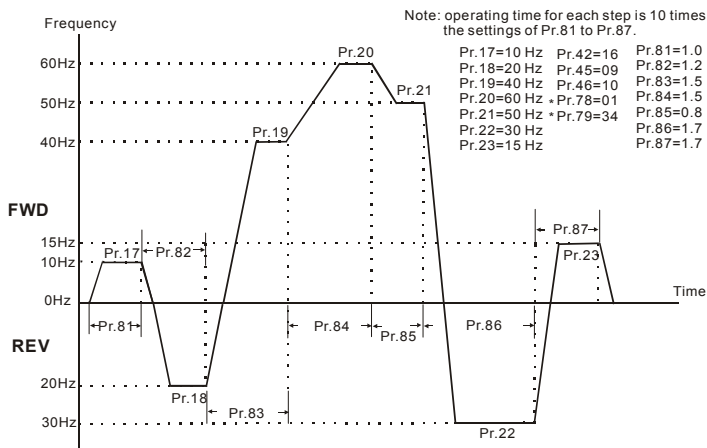 Frequency
Note: operating time for each step is 10 times
the settings of Pr.81 to Pr.87.
Pr.17=10 Hz Pr.42=16 Pr.81=1.0
Pr.18=20 Hz Pr.45=09 Pr.82=1.2
Pr.19=40 Hz Pr.46=10 Pr.83=1.5
Pr.20=60 Hz *Pr.78=01 Pr.84=1.5
Pr.21=50 Hz *Pr.79=34 Pr.85=0.8
Pr.22=30 Hz Pr.86=1.7
Pr.23=15 Hz Pr.87=1.7
Pr.20
60Hz
Pr.21
50Hz
Pr.19
40Hz
FWD
Pr.87
15Hz
Pr.17
Pr.82
Pr.23
10Hz
Time
0Hz
Pr.81
Pr.84
Pr.85
Pr.86
REV
20Hz
Pr.18
Pr.83
30Hz
Pr.22